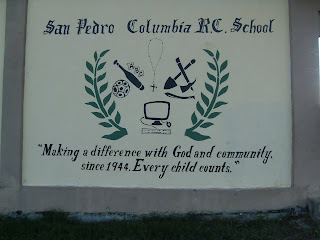 San Pedro Columbia R.C. School
"Making a difference with God and community,
since 1944. Every child counts."